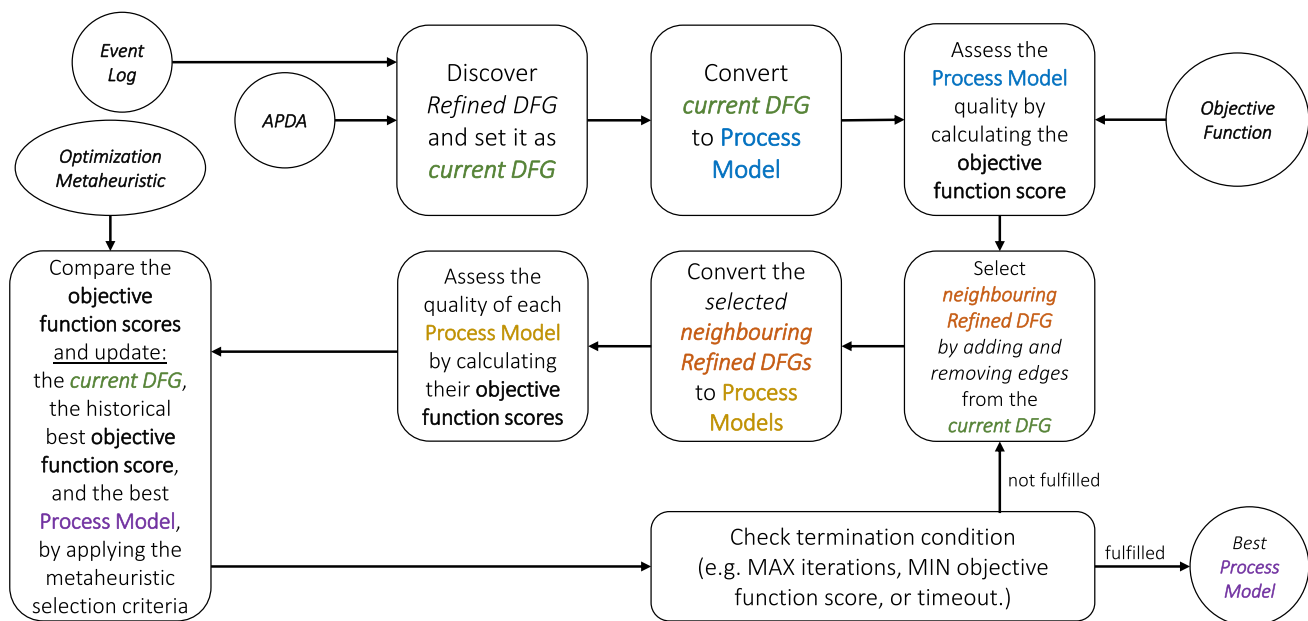 Event
Log
APDA
Discover
Refined DFG
and set it as
current DFG
Convert
current DFG
to Process
Model
Assess the
Process Model
quality by
calculating the
objective
function score
Objective
Function
Optimization
Metaheuristic
Compare the
objective
function scores
and update:
the current DFG,
the historical
best objective
function score,
and the best
Process Model,
by applying the
metaheuristic
selection criteria
Assess the
quality of each
Process Model
by calculating
their objective
function scores
Convert the
selected
neighbouring
Refined DFGs
to Process
Models
Select
neighbouring
Refined DFG
by adding and
removing edges
from the
current DFG
not fulfilled
Check termination condition
(e.g. MAX iterations, MIN objective
function score, or timeout.)
fulfilled
Best
Process
Model